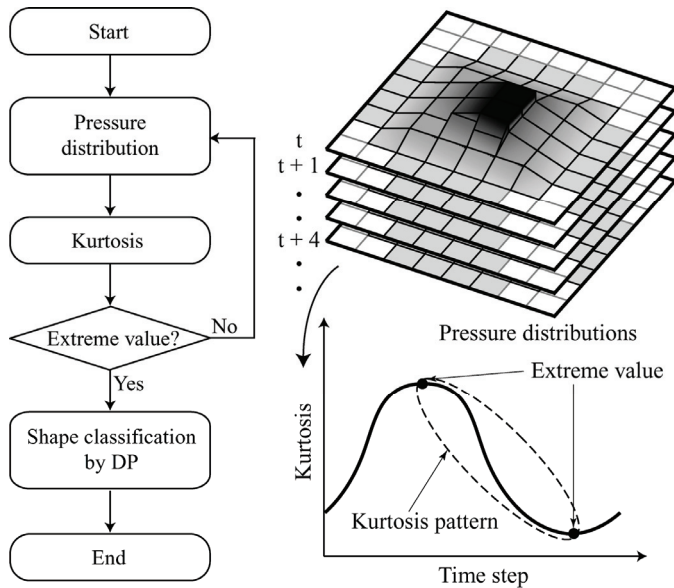 Start
Pressure
distribution
Kurtosis
Extreme value?
No
Yes
Shape classification
by DP
End
t
t + 1
t + 4
Pressure distributions
Extreme value
Kurtosis
Kurtosis pattern
Time step